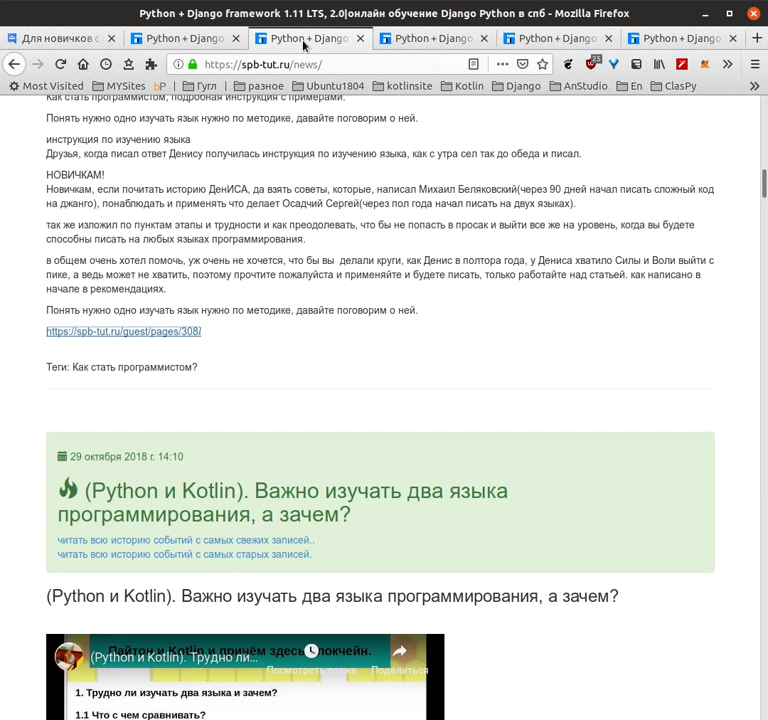 Python + Django framework 1.11 LTS, 2.0|онлайн обучение Django Python в спб - Mozilla Firefox
Для новичков с
Python + Django
Python + Django
Python + Django
Python + Django
Python + Django
https://spb-tut.ru/news/
25
Most Visited MYSites bP | Гугл | разное Ubuntu1804 kotlinsite Kotlin Django AnStudio En ClasPy
Как стать программистом, подробная инструкция с примерами.
Понять нужно одно изучать язык нужно по методике, давайте поговорим о ней.
инструкция по изучению языка
Друзья, когда писал ответ Денису получилась инструкция по изучению языка, как с утра сел так до обеда и писал.
НОВИЧКАМ!
Новичкам, если почитать историю ДенИСА, да взять советы, которые, написал Михаил Беляковский(через 90 дней начал писать сложный код
на джанго), понаблюдать и применять что делает Осадчий Сергей(через пол года начал писать на двух языках).
так же изложил по пунктам этапы и трудности и как преодолевать, что бы не попасть в просак и выйти все же на уровень, когда вы будете
способны писать на любых языках программирования.
в общем очень хотел помочь, уж очень не хочется, что бы вы делали круги, как Денис в полтора года, у Дениса хватило Силы и Воли выйти с
пике, а ведь может не хватить, поэтому прочтите пожалуйста и применяйте и будете писать, только работайте над статьей. как написано в
начале в рекомендациях.
Понять нужно одно изучать язык нужно по методике, давайте поговорим о ней.
https://spb-tut.ru/guest/pages/308/
Теги: Как стать программистом?
29 октября 2018 г. 14:10
(Python и Kotlin). Важно изучать два языка
программирования, а зачем?
читать всю историю событий с самых свежих записей..
читать всю историю событий с самых старых записей.
(Python и Kotlin). Важно изучать два языка программирования, а зачем?
Пайтон и Kotlin и причём здесь блокчейн.
(Python и Kotlin). Трудно ли...
Посмотреть позже Поделиться
1. Трудно ли изучать два языка и зачем?
1.1 Что с чем сравнивать?